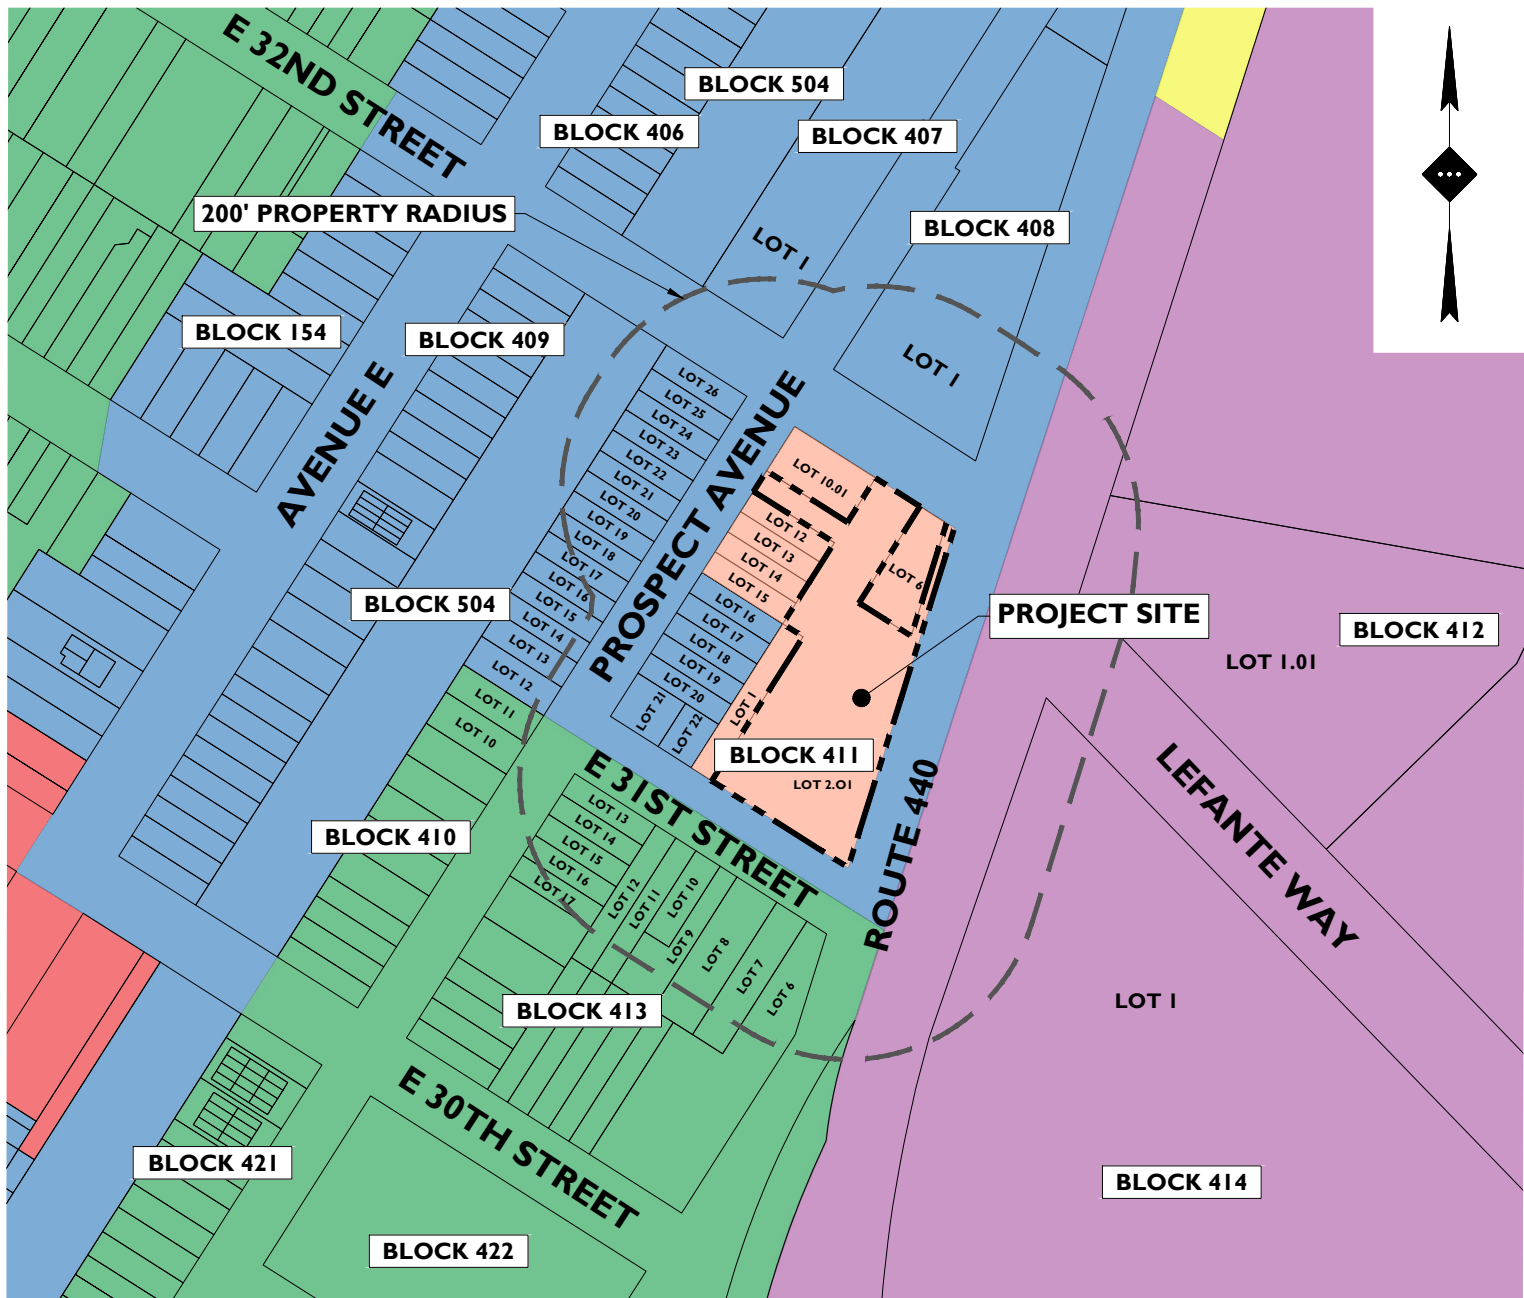 E 32ND STREET
BLOCK 504
BLOCK 406
BLOCK 407
200' PROPERTY RADIUS
BLOCK 408
LOT 1
BLOCK 154
BLOCK 409
LOT 1
AVENUE E
PROSPECT AVENUE
LOT 26
LOT 25
LOT 24
LOT 23
LOT 22
LOT 21
LOT 20
LOT 19
LOT 18
LOT 17
LOT 16
LOT 15
LOT 14
LOT 13
LOT 12
LOT 11
LOT 10
LOT 10.01
LOT 12
LOT 13
LOT 14
LOT 15
LOT 16
LOT 17
LOT 18
LOT 19
LOT 20
LOT 21
LOT 22
LOT 1
LOT 6
BLOCK 504
PROJECT SITE
BLOCK 412
LOT 1.01
BLOCK 411
LOT 2.01
E 31ST STREET
ROUTE 440
LEFANTE WAY
BLOCK 410
LOT 13
LOT 14
LOT 15
LOT 16
LOT 17
LOT 12
LOT 11
LOT 10
LOT 9
LOT 8
LOT 7
LOT 6
BLOCK 413
LOT 1
E 30TH STREET
BLOCK 421
BLOCK 414
BLOCK 422